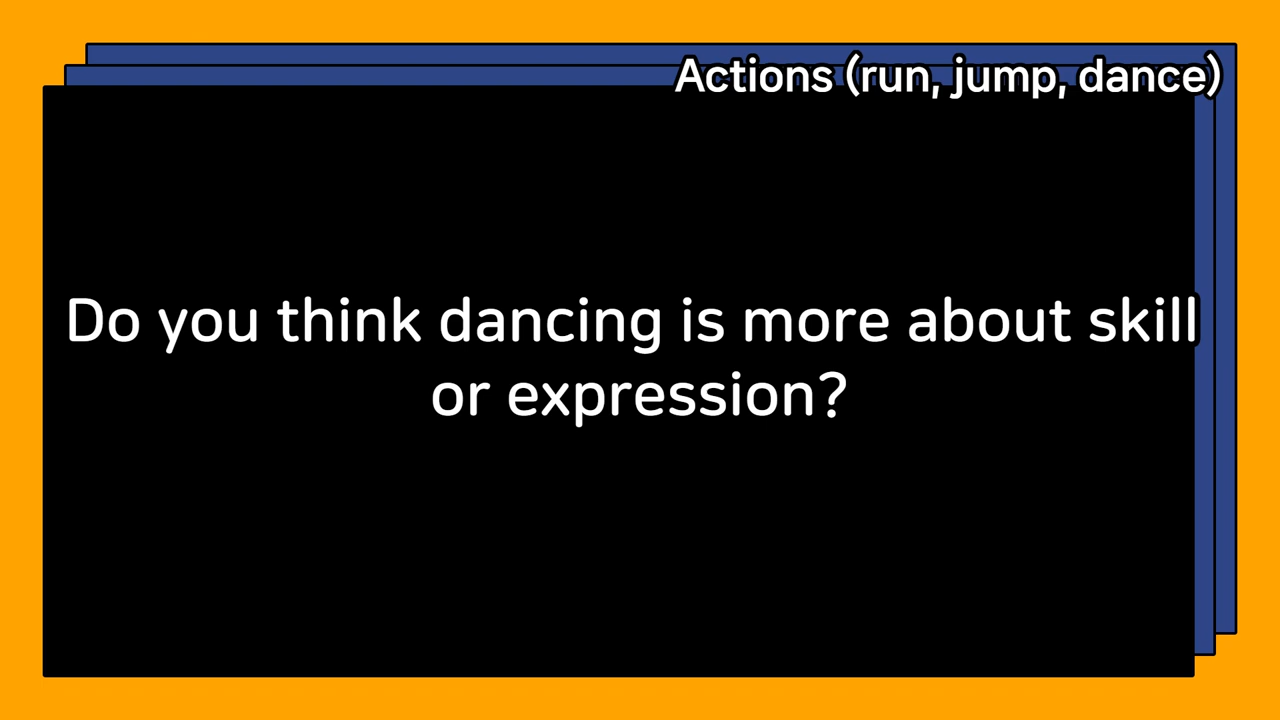 Actions (run, jump, dance)
Do you think dancing is more about skill
or expression?